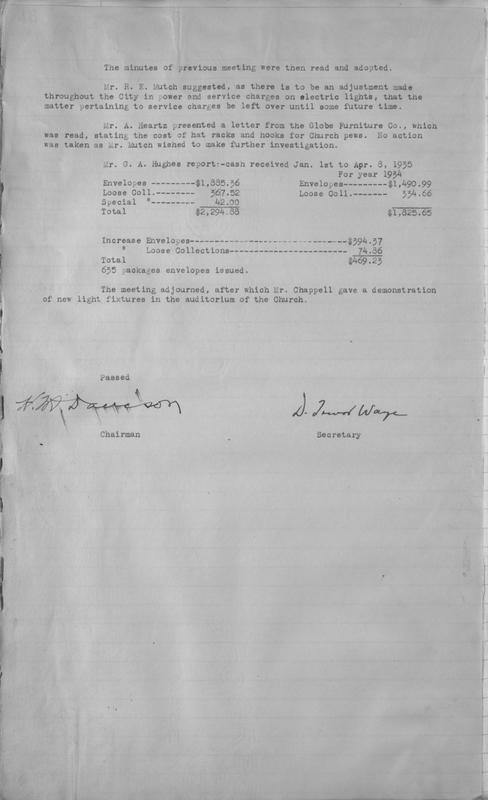 The minutes of previous meeting were then read and adopted.
Mr. R. E. Mutch suggested, as there is to be an adjustment made
throughout the City in power and service charges on electric lights, that the
matter pertaining to service charges be left over until some future time.
Mr. A. Heartz presented a letter from the Globe Furniture Co., which
was read, stating the cost of hat racks and hooks for Church pews. No action
was taken as Mr. Mutch wished to make further investigation.
Mr. G. A. Hughes report:-cash received Jan. 1st to Apr. 8, 1935
For year 1934
Envelopes ---------$1,885.36 Envelopes---------$1,490.99
Loose Coll.-------- 367.52 Loose Coll.------- 334.66
Special "--------- 42.00
Total $2,294.88 $1,825.65
Increase Envelopes---------------------------------$394.37
" Loose Collections------------------------ 74.86
Total $469.23
635 packages envelopes issued.
The meeting adjourned, after which Mr. Chappell gave a demonstration
of new light fixtures in the auditorium of the Church.
Passed
D. Wage
Chairman Secretary